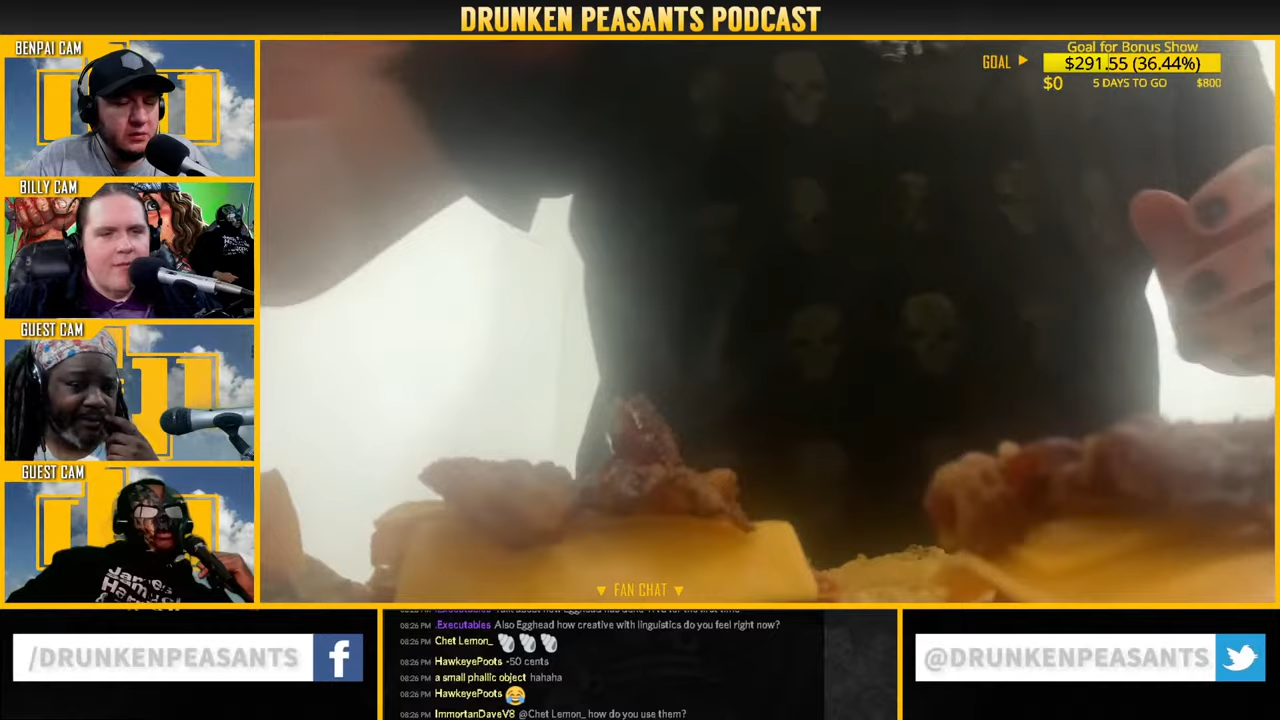 DRUNKEN PEASANTS PODCAST
BENPAI CAM
Goal for Bonus Show
GOAL ▶ $291.55 (36.44%)
$0 5 DAYS TO GO $800
BILLY CAM
GUEST CAM
GUEST CAM
James
▼ FAN CHAT ▼
08:26 PM .Executables Also Egghead how creative with linguistics do you feel right now?
08:26 PM Chet Lemon_
08:26 PM HawkeyePoots -50 cents
08:26 PM a small phallic object hahaha
08:26 PM HawkeyePoots 😂
08:26 PM ImmortanDaveV8 @Chet Lemon_ how do you use them?
/DRUNKENPEASANTS f
@DRUNKENPEASANTS